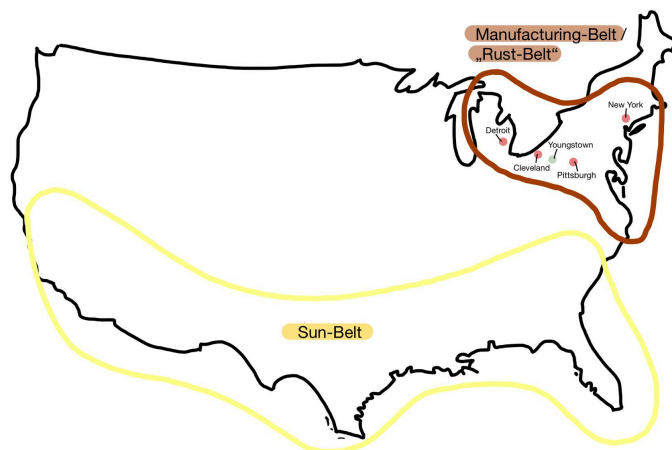 Manufacturing-Belt /
„Rust-Belt“
New York
Detroit
Youngstown
Cleveland
Pittsburgh
Sun-Belt